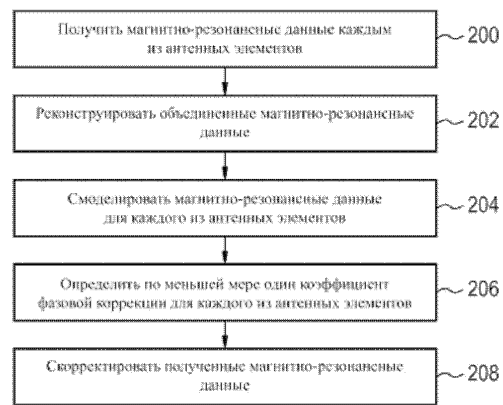 Получить магнитно-резонансные данные каждым
из антенных элементов
200
Реконструировать объединенные магнитно-резонансные
данные
202
Смоделировать магнитно-резонансные данные
для каждого из антенных элементов
204
Определить по меньшей мере один коэффициент
фазовой коррекции для каждого из антенных элементов
206
Скорректировать полученные магнитно-резонансные
данные
208